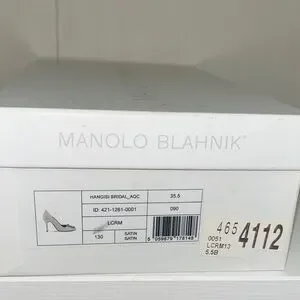 MANOLO BLAHNIK™
HANGISI BRIDAL_AQC 35.5
ID: 421-1261-0001 090
LCRM
130 SATIN
SATIN
465 4112
0051
LCRM13
5.5B